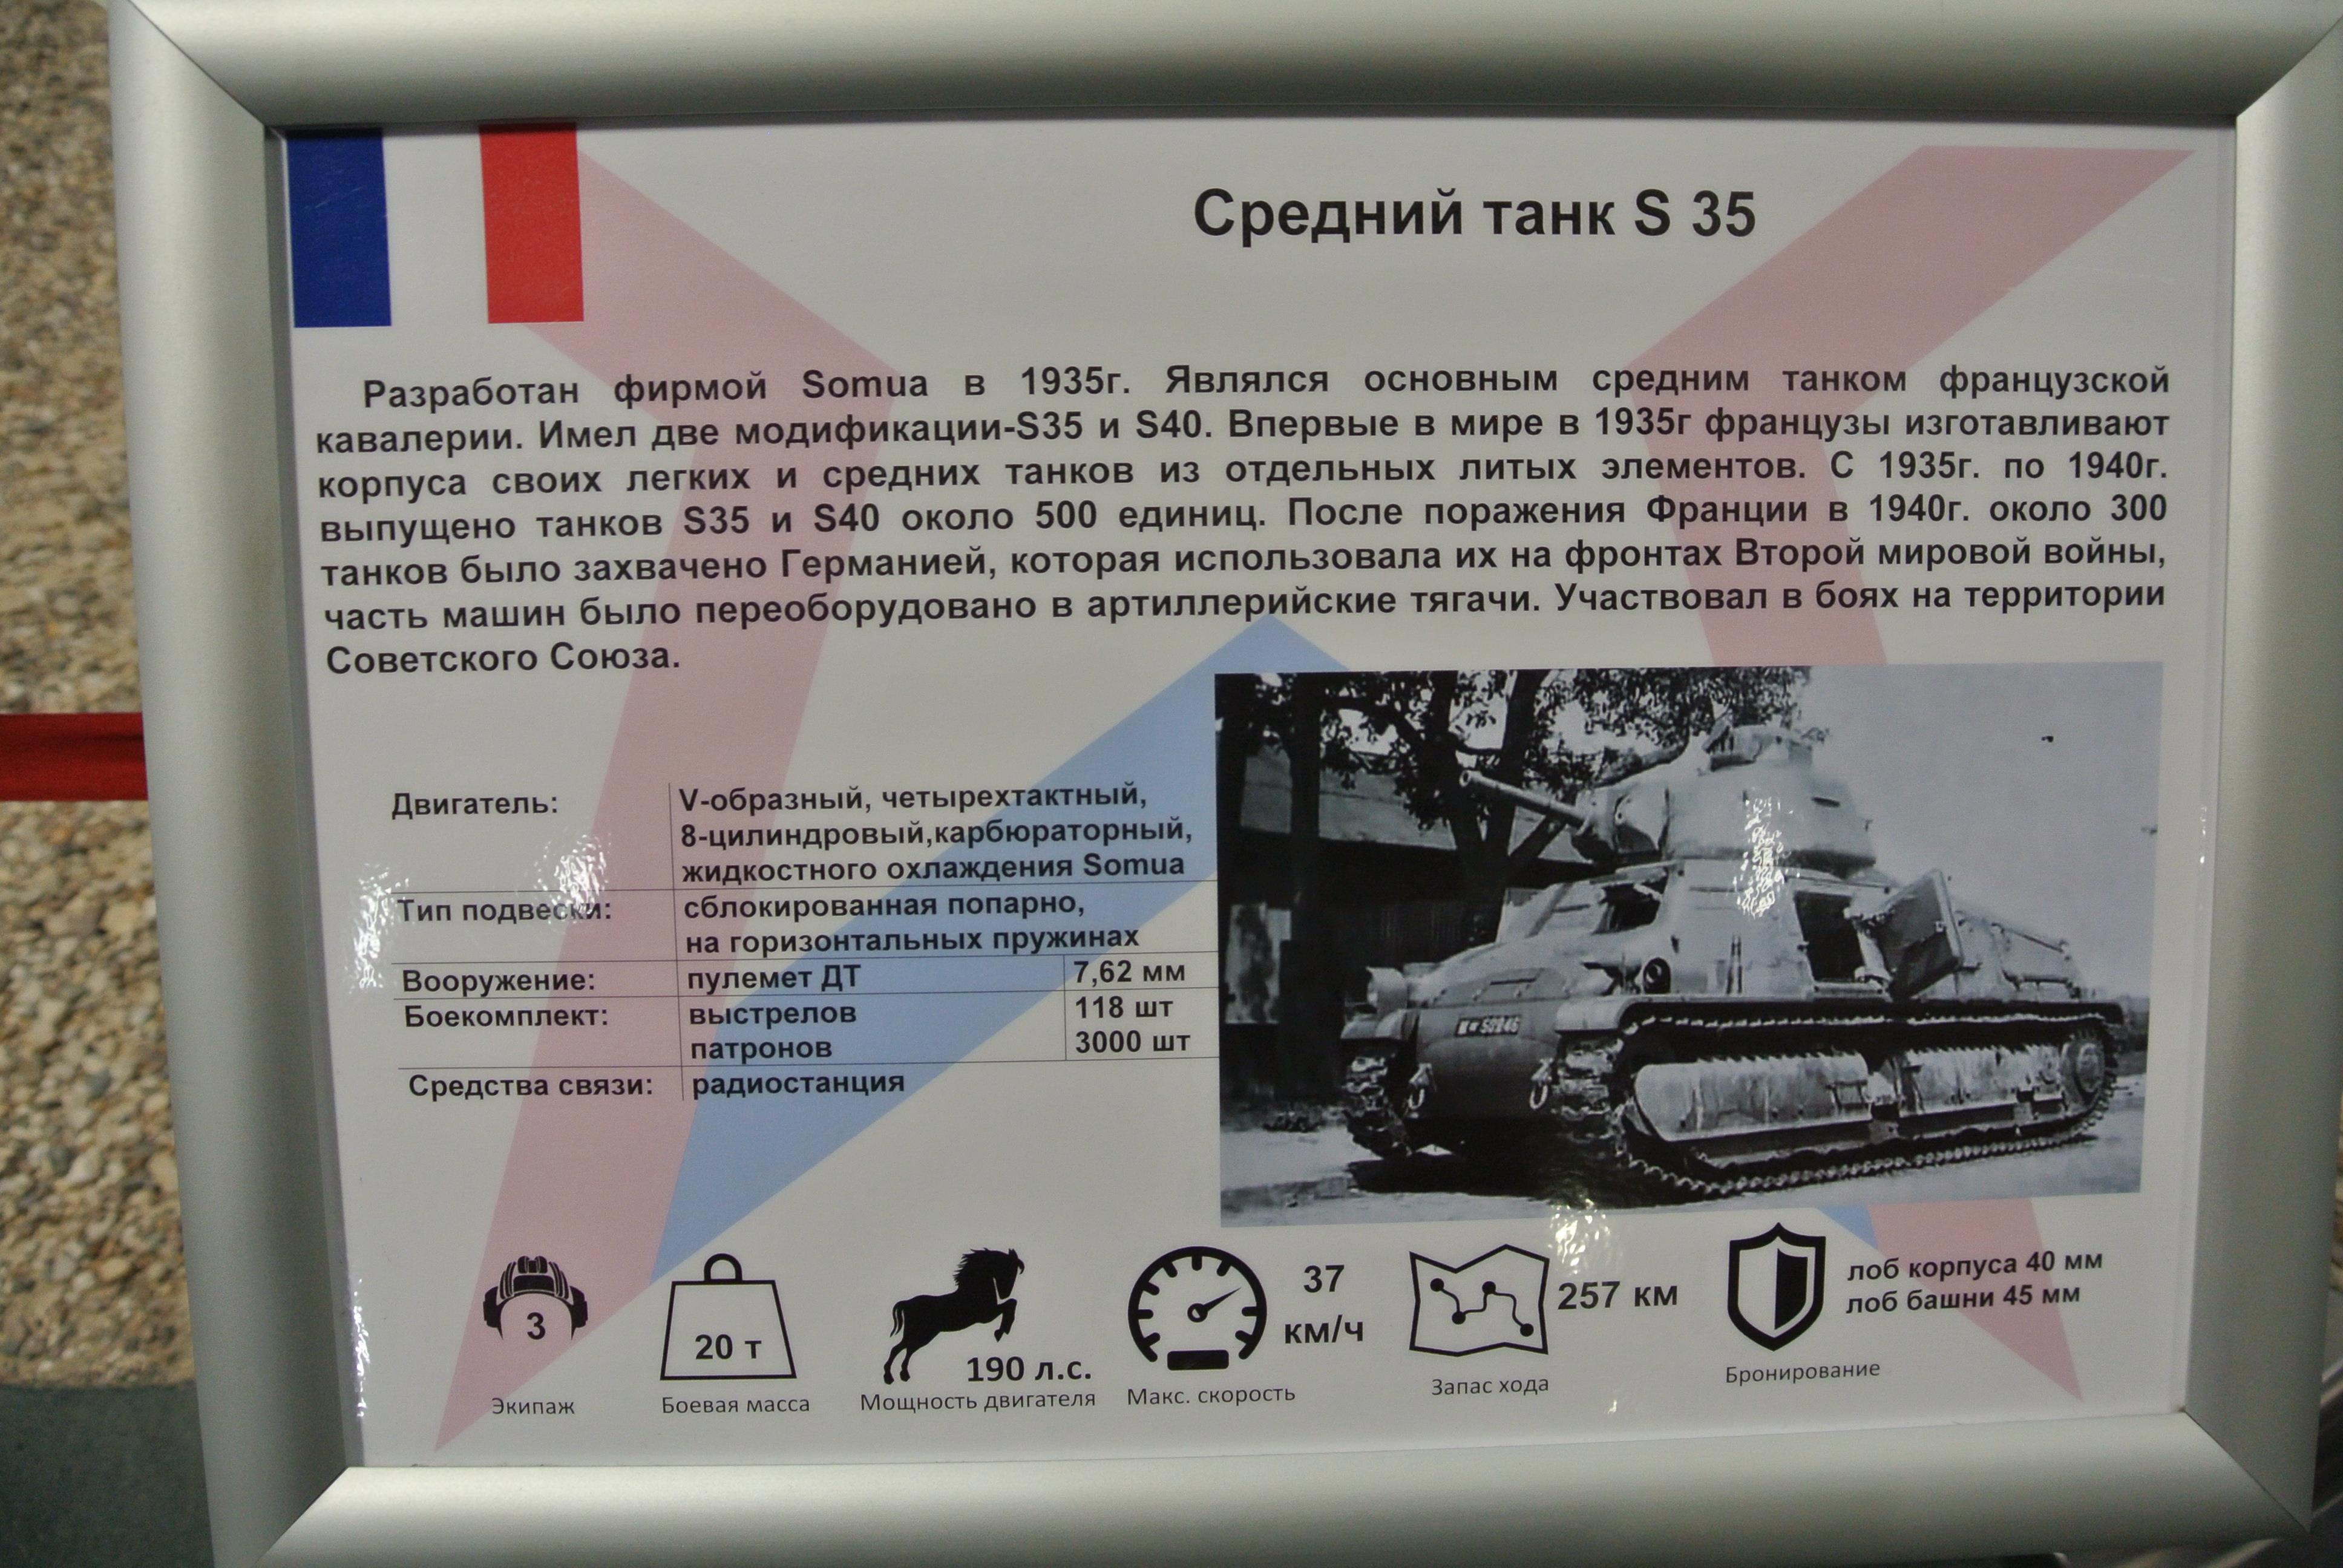 Средний танк S 35
Разработан фирмой Somua в 1935г. Являлся основным средним танком французской
кавалерии. Имел две модификации-S35 и S40. Впервые в мире в 1935г французы изготавливают
корпуса своих легких и средних танков из отдельных литых элементов. С 1935г. по 1940г.
выпущено танков S35 и S40 около 500 единиц. После поражения Франции в 1940г. около 300
танков было захвачено Германией, которая использовала их на фронтах Второй мировой войны,
часть машин было переоборудовано в артиллерийские тягачи. Участвовал в боях на территории
Советского Союза.
Двигатель: V-образный, четырехтактный,
8-цилиндровый,карбюраторный,
жидкостного охлаждения Somua
Тип подвески: сблокированная попарно,
на горизонтальных пружинах
Вооружение: пулемет ДТ 7,62 мм
Боекомплект: выстрелов 118 шт
патронов 3000 шт
Средства связи: радиостанция
3
Экипаж
20 т
Боевая масса
190 л.с.
Мощность двигателя
37
км/ч
Макс. скорость
257 км
Запас хода
лоб корпуса 40 мм
лоб башни 45 мм
Бронирование